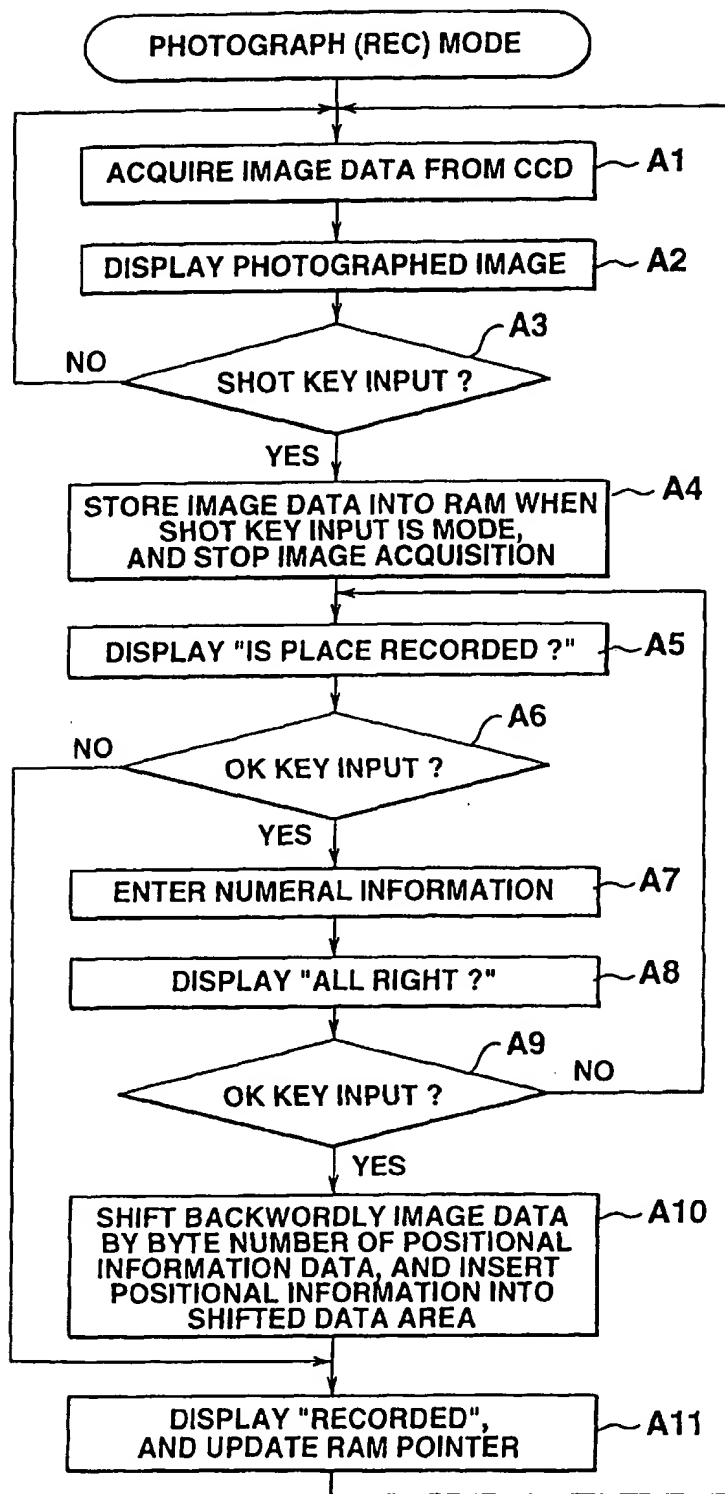 PHOTOGRAPH (REC) MODE
ACQUIRE IMAGE DATA FROM CCD
A1
DISPLAY PHOTOGRAPHED IMAGE
A2
A3
NO
SHOT KEY INPUT ?
YES
STORE IMAGE DATA INTO RAM WHEN
SHOT KEY INPUT IS MODE,
AND STOP IMAGE ACQUISITION
A4
DISPLAY "IS PLACE RECORDED ?"
A5
A6
NO
OK KEY INPUT ?
YES
ENTER NUMERAL INFORMATION
A7
DISPLAY "ALL RIGHT ?"
A8
A9
OK KEY INPUT ?
NO
YES
SHIFT BACKWORDLY IMAGE DATA
BY BYTE NUMBER OF POSITIONAL
INFORMATION DATA, AND INSERT
POSITIONAL INFORMATION INTO
SHIFTED DATA AREA
A10
DISPLAY "RECORDED",
AND UPDATE RAM POINTER
A11